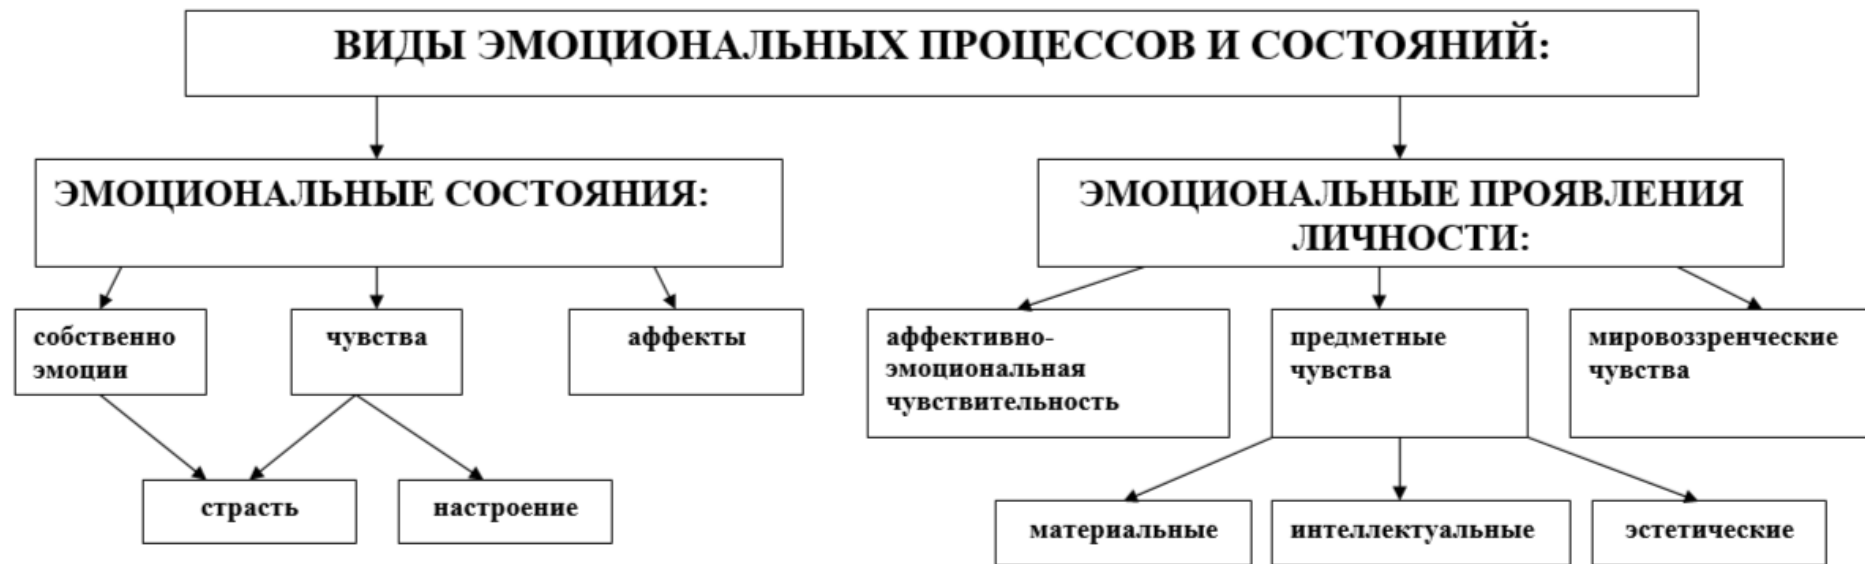 ВИДЫ ЭМОЦИОНАЛЬНЫХ ПРОЦЕССОВ И СОСТОЯНИЙ:
ЭМОЦИОНАЛЬНЫЕ СОСТОЯНИЯ:
ЭМОЦИОНАЛЬНЫЕ ПРОЯВЛЕНИЯ
ЛИЧНОСТИ:
собственно
эмоции
чувства
аффекты
аффективно-
эмоциональная
чувствительность
предметные
чувства
мировоззренческие
чувства
страсть
настроение
материальные
интеллектуальные
эстетические